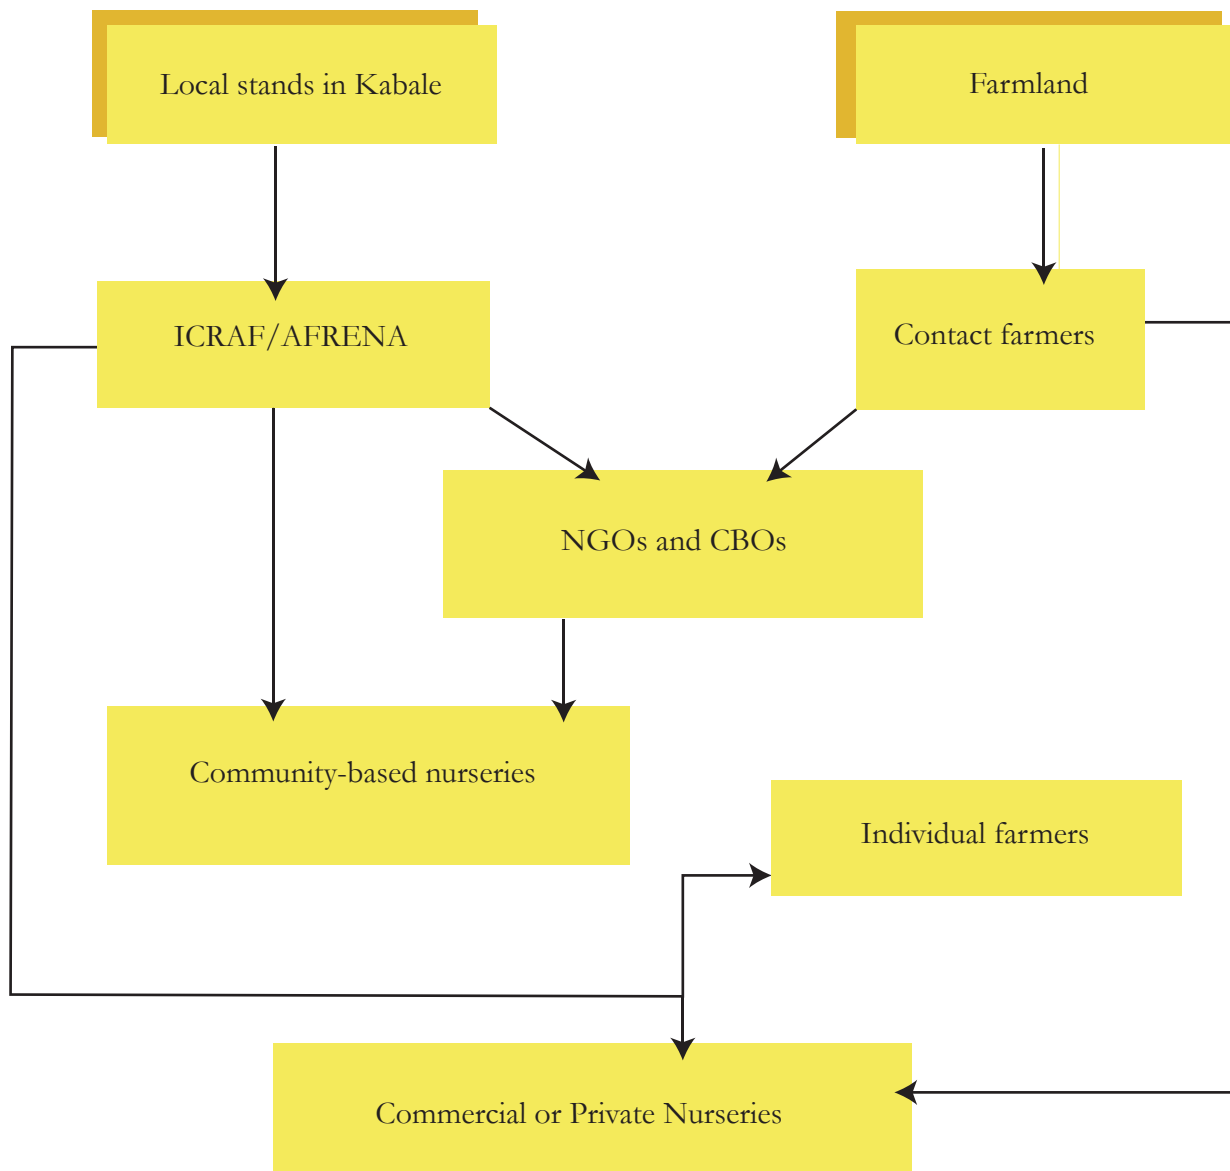 Local stands in Kabale
Farmland
ICRAF/AFRENA
Contact farmers
NGOs and CBOs
Community-based nurseries
Individual farmers
Commercial or Private Nurseries